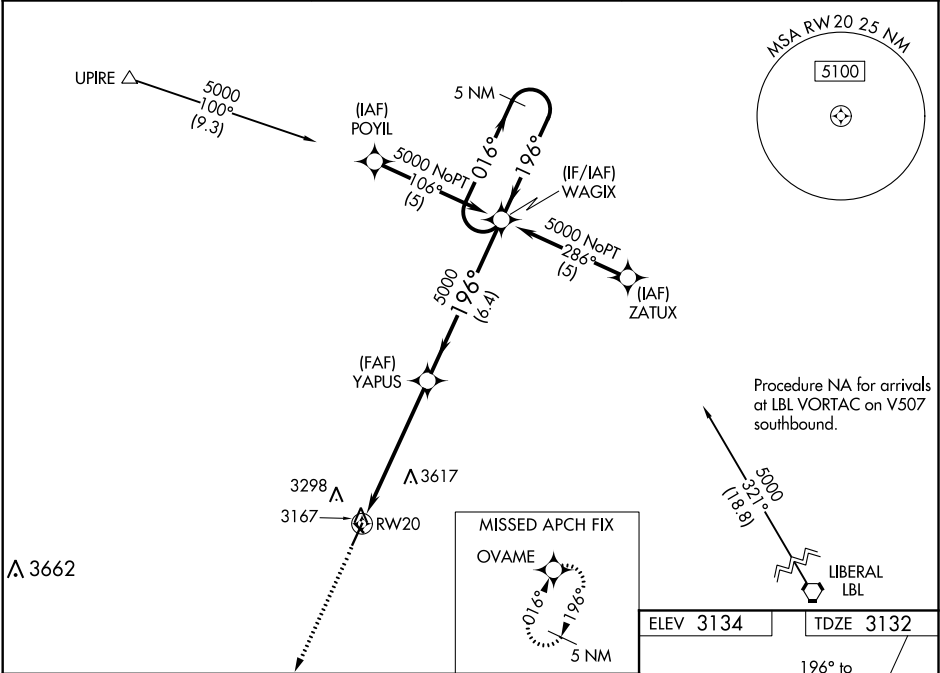 MSA RW20 25 NM
5100
UPIRE
5000
100°
(9.3)
(IAF)
POYIL
5000 NoPT
106°
(5)
5 NM
016°
196°
(IF/IAF)
WAGIX
5000 NoPT
286°
(5)
(IAF)
ZATUX
5000
196°
(6.4)
(FAF)
YAPUS
Procedure NA for arrivals
at LBL VORTAC on V507
southbound.
5000
321°
(18.8)
LIBERAL
LBL
3617
3298
3167
RW20
3662
MISSED APCH FIX
OVAME
016°
196°
5 NM
ELEV 3134
TDZE 3132
196° to